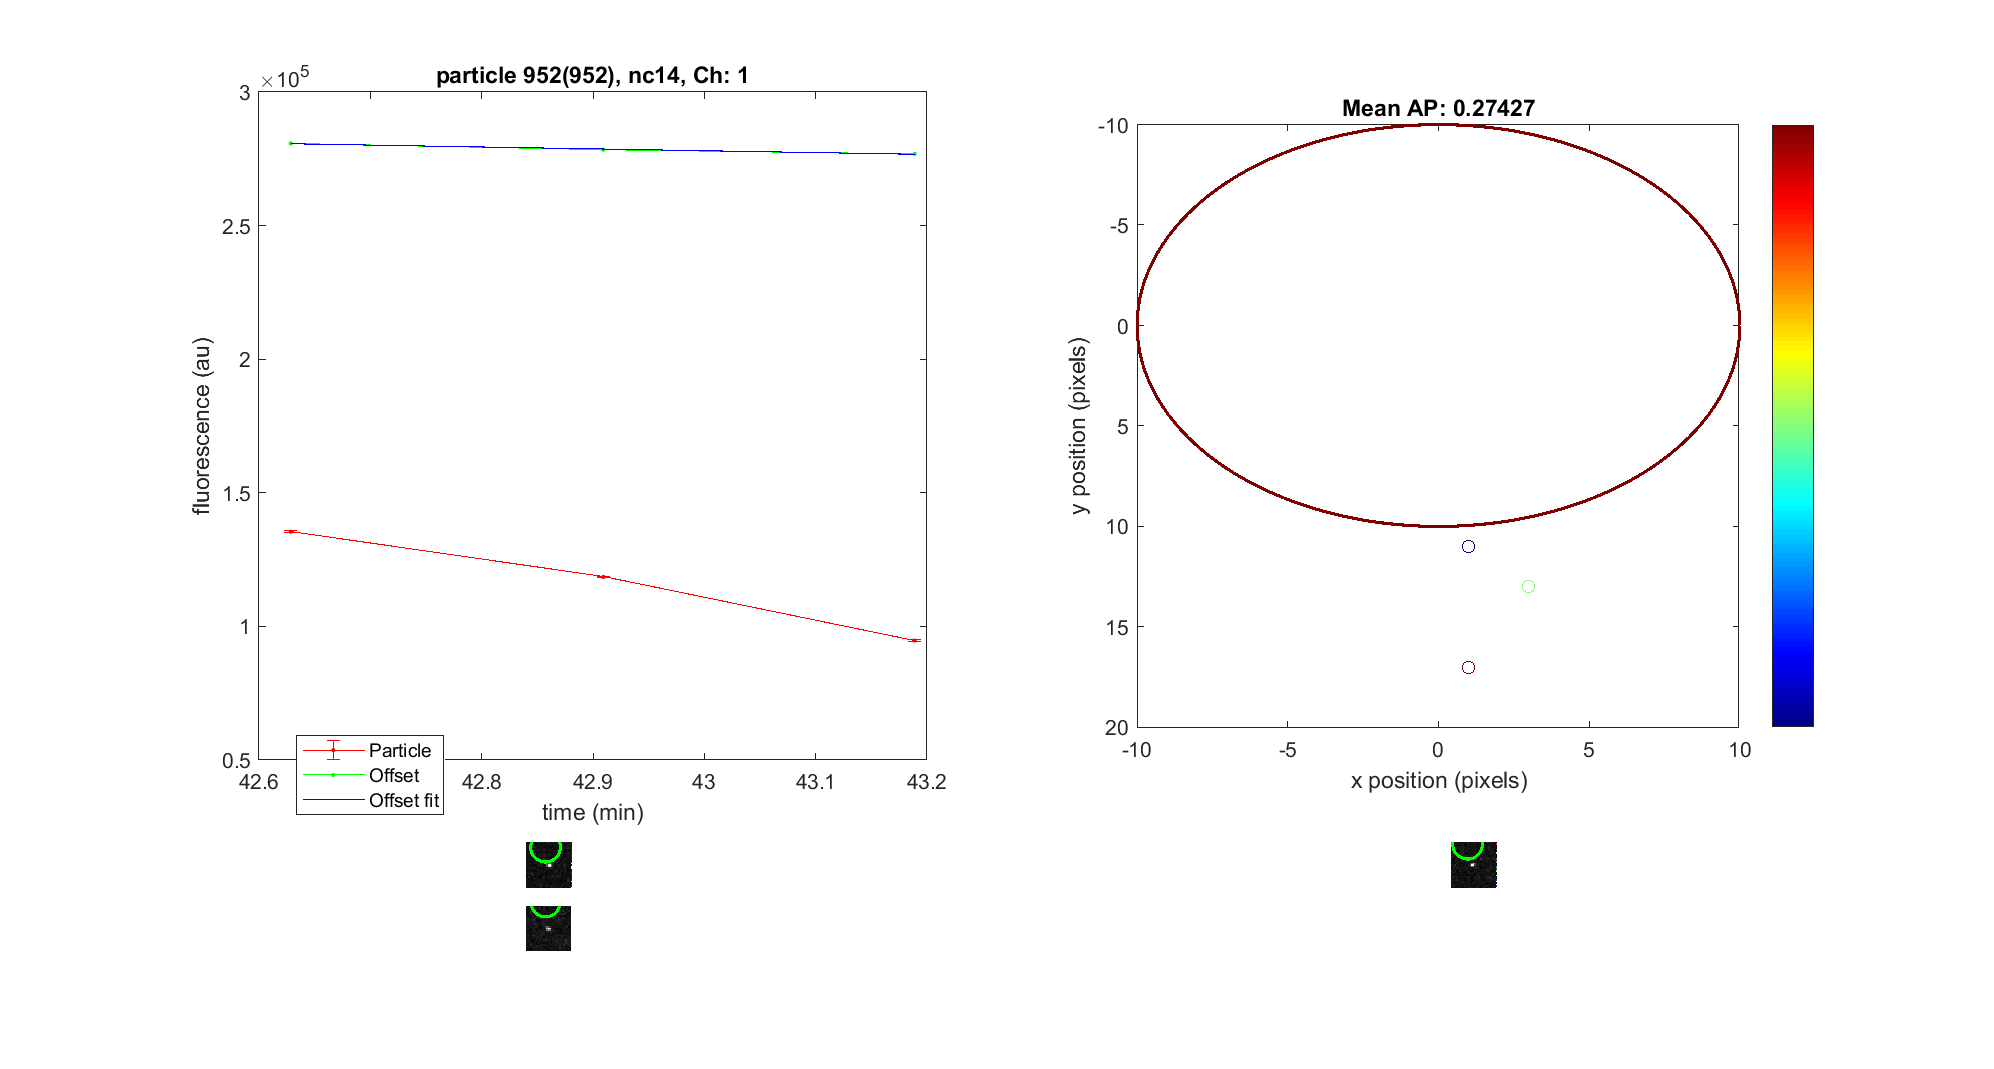 particle 952(952), nc14, Ch: 1
×10^5
3
2.5
2
1.5
1
0.5
fluorescence (au)
42.6
42.8
42.9
43
43.1
43.2
time (min)
Particle
Offset
Offset fit
Mean AP: 0.27427
-10
-5
0
5
10
15
20
y position (pixels)
-10
-5
0
5
10
x position (pixels)